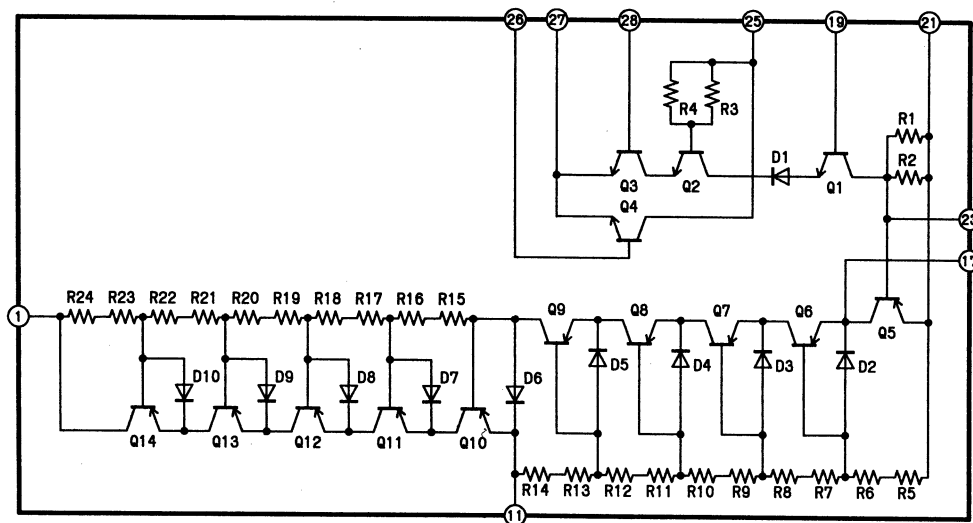 26 27 28 25 19 21
R4 R3
R1
D1 R2
Q3 Q2 Q1
Q4
23
17
1 R24 R23 R22 R21 R20 R19 R18 R17 R16 R15 Q9 Q8 Q7 Q6
Q5
D10 D9 D8 D7 D6 D5 D4 D3 D2
Q14 Q13 Q12 Q11 Q10
R14 R13 R12 R11 R10 R9 R8 R7 R6 R5
11